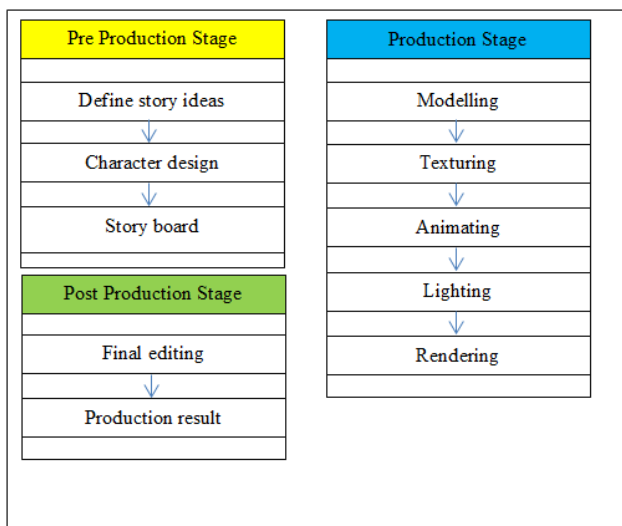 Pre Production Stage
Define story ideas
Character design
Story board
Post Production Stage
Final editing
Production result
Production Stage
Modelling
Texturing
Animating
Lighting
Rendering